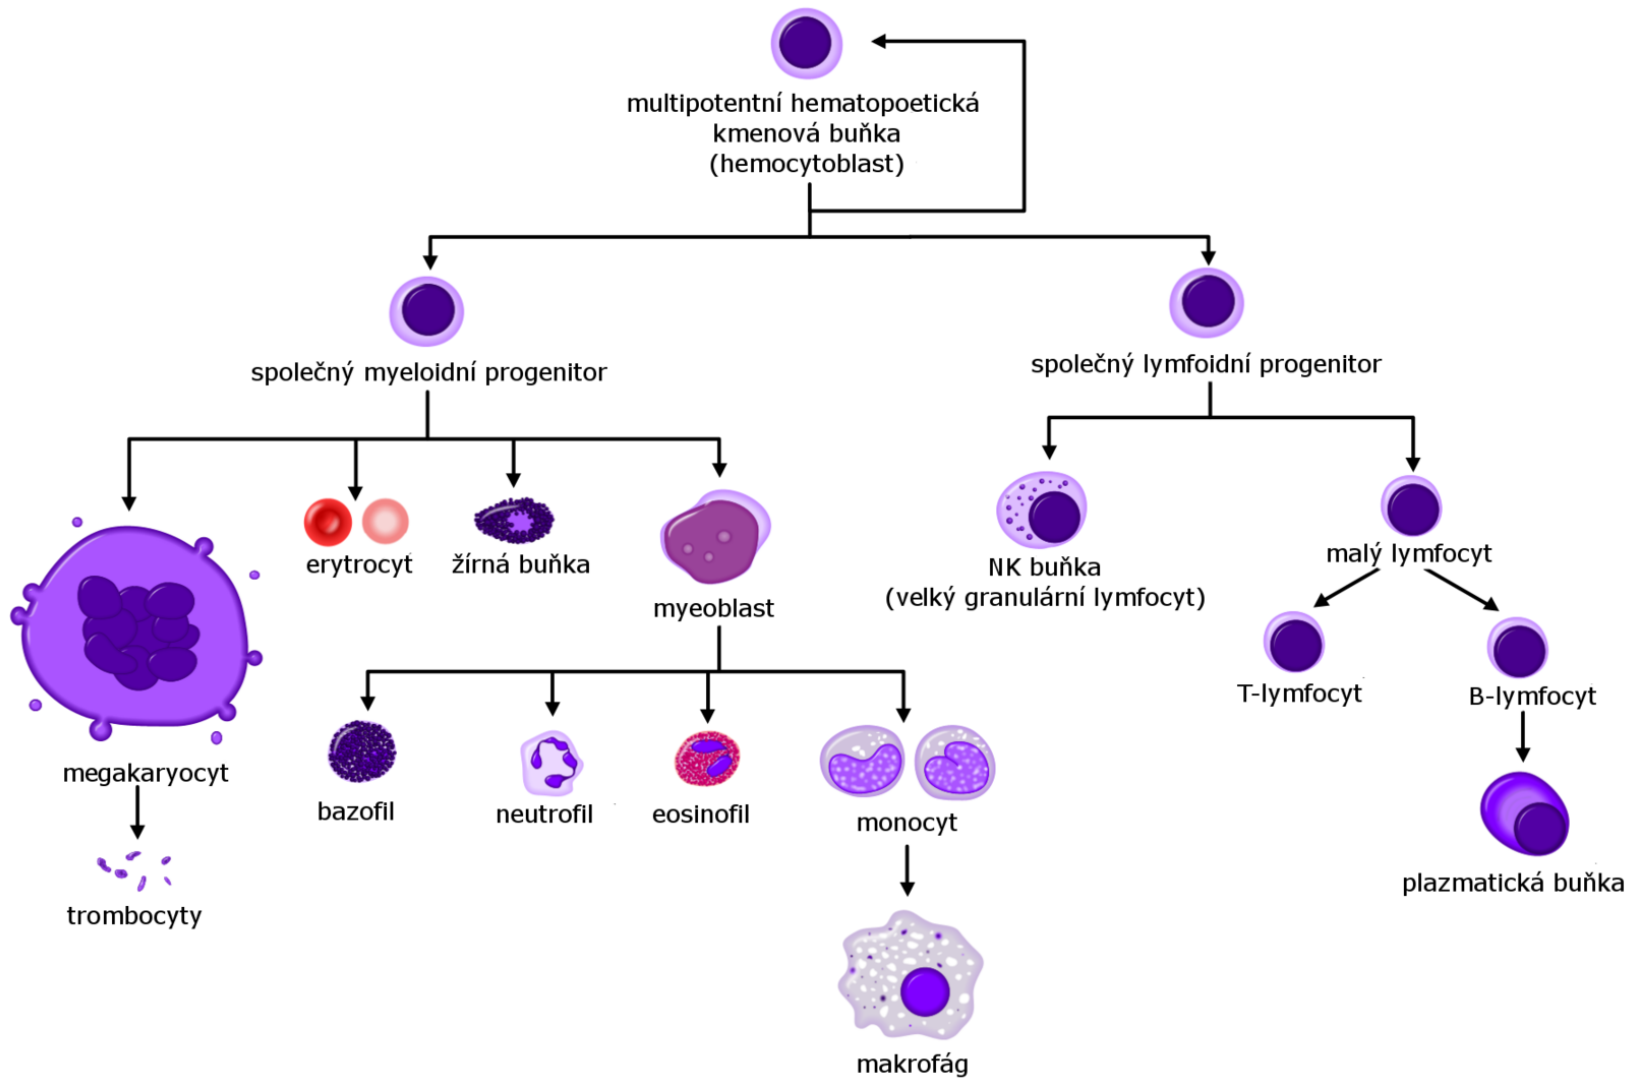 multipotentní hematopoetická
kmenová buňka
(hemocytoblast)
společný myeloidní progenitor
společný lymfoidní progenitor
erytrocyt
žírná buňka
myeoblast
NK buňka
(velký granulární lymfocyt)
malý lymfocyt
T-lymfocyt
B-lymfocyt
megakaryocyt
bazofil
neutrofil
eosinofil
monocyt
plazmatická buňka
trombocyty
makrofág